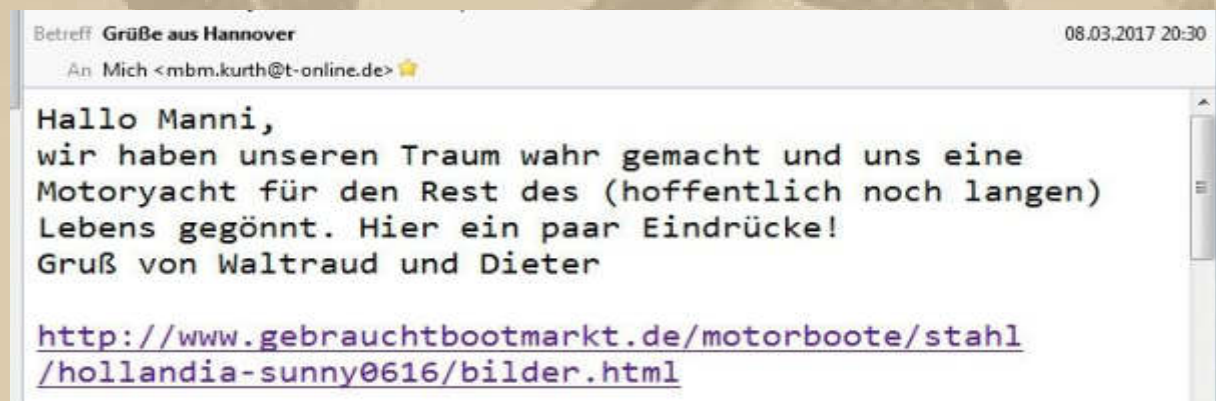 Betreff Grüße aus Hannover 08.03.2017 20:30
An Mich <mbm.kurth@t-online.de>
Hallo Manni,
wir haben unseren Traum wahr gemacht und uns eine
Motoryacht für den Rest des (hoffentlich noch langen)
Lebens gegönnt. Hier ein paar Eindrücke!
Gruß von Waltraud und Dieter
http://www.gebrauchtbootmarkt.de/motorboote/stahl
/hollandia-sunny0616/bilder.html